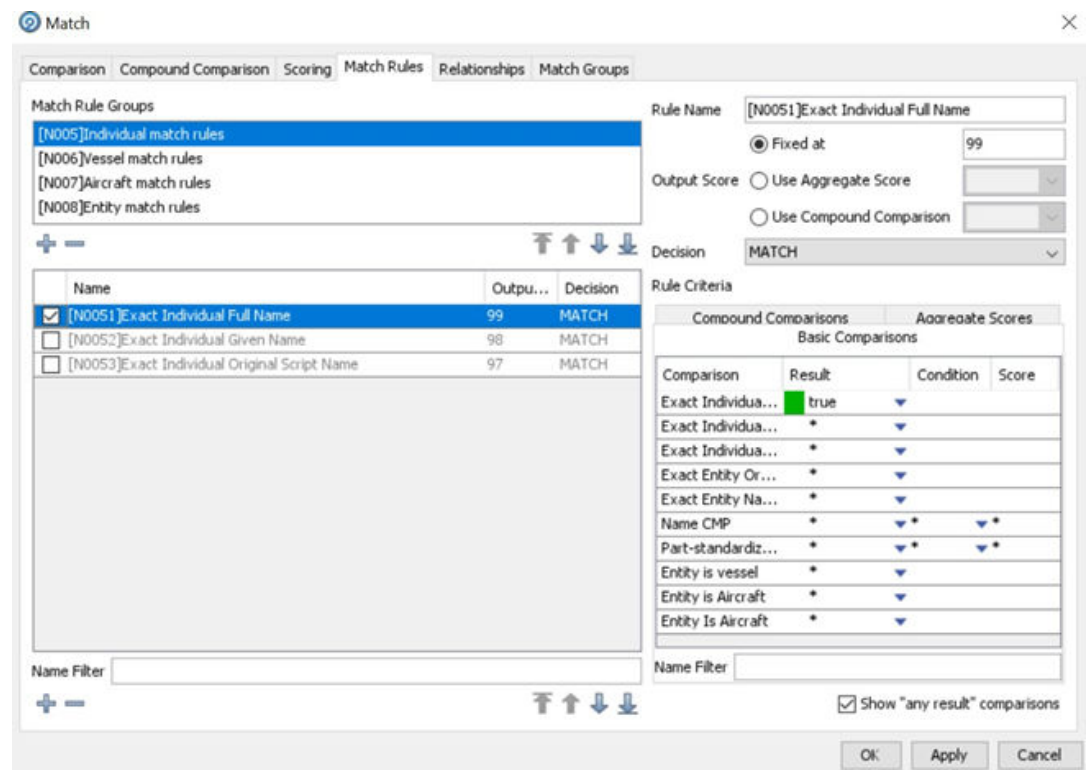 Match
Comparison Compound Comparison Scoring Match Rules Relationships Match Groups
Match Rule Groups
[N005]Individual match rules
[N006]Vessel match rules
[N007]Aircraft match rules
[N008]Entity match rules
Name Outpu... Decision
[N0051]Exact Individual Full Name 99 MATCH
[N0052]Exact Individual Given Name 98 MATCH
[N0053]Exact Individual Original Script Name 97 MATCH
Name Filter
Rule Name [N0051]Exact Individual Full Name
Fixed at 99
Output Score Use Aggregate Score
Use Compound Comparison
Decision MATCH
Rule Criteria
Compound Comparisons Aggregate Scores
Basic Comparisons
Comparison Result Condition Score
Exact Individua... true
Exact Individua... *
Exact Individua... *
Exact Entity Or... *
Exact Entity Na... *
Name CMP * * *
Part-standardiz... * * *
Entity is vessel *
Entity is Aircraft *
Entity Is Aircraft *
Name Filter
Show "any result" comparisons
OK Apply Cancel